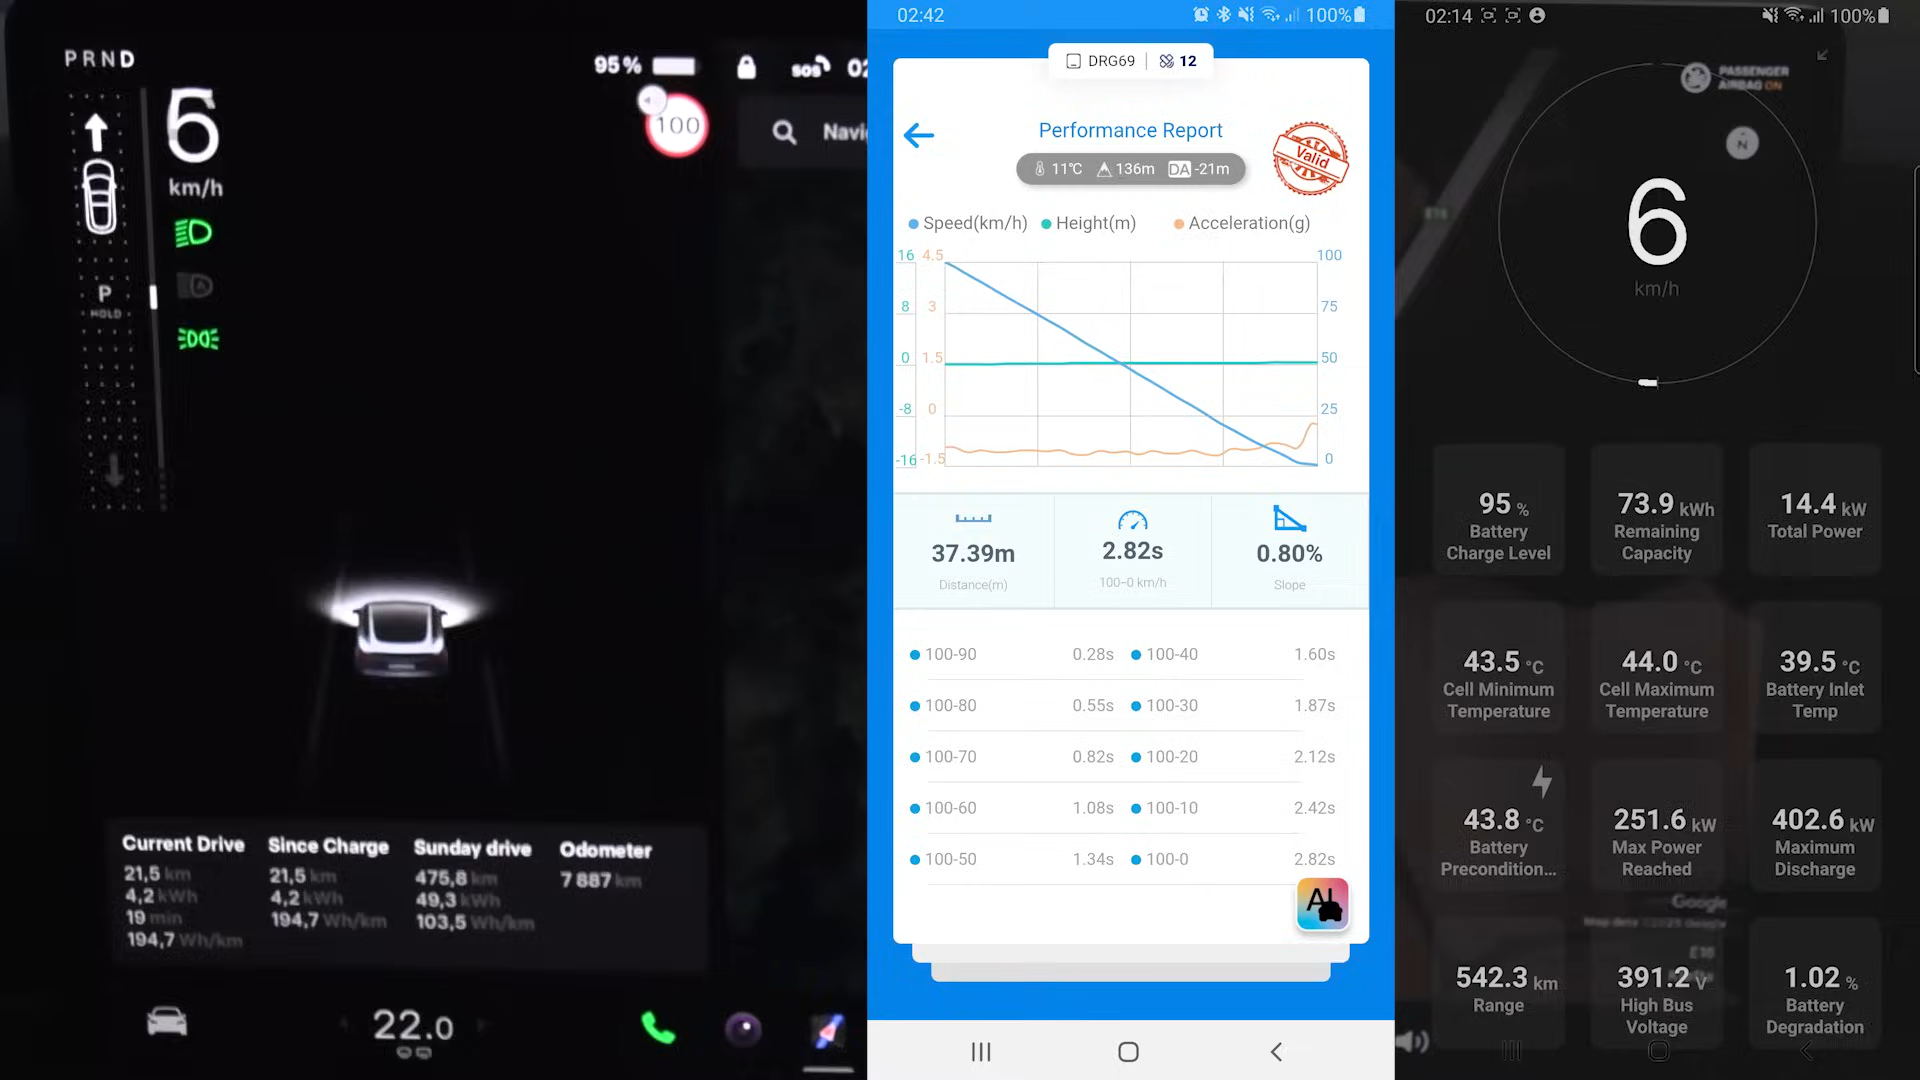 PRND
95%
sos
02
6
km/h
100
Navi
P
HOLD
Current Drive
21,5 km
4,2 kWh
19 min
194,7 Wh/km
Since Charge
21,5 km
4,2 kWh
194,7 Wh/km
Sunday drive
475,8 km
49,3 kWh
103,5 Wh/km
Odometer
7 887 km
22.0
02:42
100%
DRG69
12
Performance Report
Valid
11℃
136m
DA -21m
Speed(km/h)
Height(m)
Acceleration(g)
16 4.5 100
8 3 75
0 1.5 50
-8 0 25
-16 -1.5 0
37.39m
Distance(m)
2.82s
100-0 km/h
0.80%
Slope
100-90 0.28s
100-40 1.60s
100-80 0.55s
100-30 1.87s
100-70 0.82s
100-20 2.12s
100-60 1.08s
100-10 2.42s
100-50 1.34s
100-0 2.82s
AI
02:14
100%
PASSENGER
AIRBAG ON
N
E16
6
km/h
95 %
Battery
Charge Level
73.9 kWh
Remaining
Capacity
14.4 kW
Total Power
43.5 °C
Cell Minimum
Temperature
44.0 °C
Cell Maximum
Temperature
39.5 °C
Battery Inlet
Temp
43.8 °C
Battery
Precondition...
251.6 kW
Max Power
Reached
402.6 kW
Maximum
Discharge
Google
E16
542.3 km
Range
391.2 V
High Bus
Voltage
1.02 %
Battery
Degradation